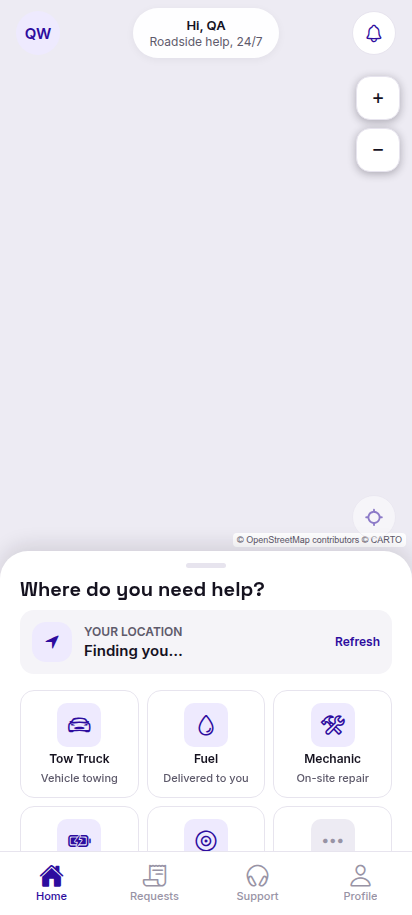 QW
Hi, QA
Roadside help, 24/7
+
−
© OpenStreetMap contributors © CARTO
Where do you need help?
YOUR LOCATION
Finding you...
Refresh
Tow Truck
Vehicle towing
Fuel
Delivered to you
Mechanic
On-site repair
Home
Requests
Support
Profile